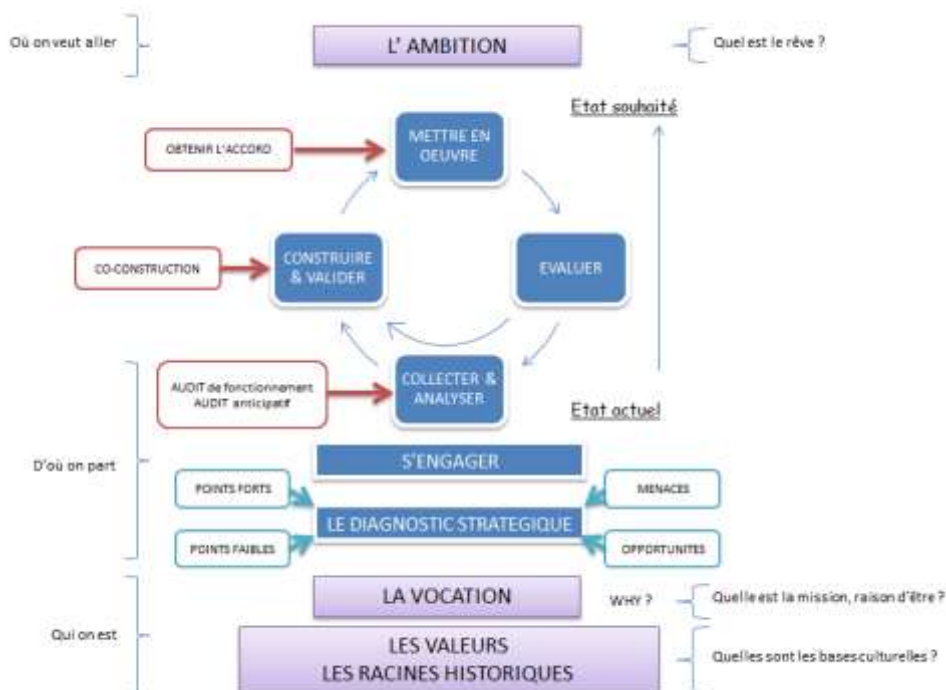 Où on veut aller
L' AMBITION
Quel est le rêve ?
Etat souhaité
METTRE EN
OEUVRE
OBTENIR L'ACCORD
CONSTRUIRE
& VALIDER
EVALUER
CO-CONSTRUCTION
COLLECTER &
ANALYSER
AUDIT de fonctionnement
AUDIT anticipatif
Etat actuel
D'où on part
S'ENGAGER
POINTS FORTS
MENACES
LE DIAGNOSTIC STRATEGIQUE
POINTS FAIBLES
OPPORTUNITES
LA VOCATION
WHY ?
Quelle est la mission, raison d'être ?
Qui on est
LES VALEURS
LES RACINES HISTORIQUES
Quelles sont les bases culturelles ?